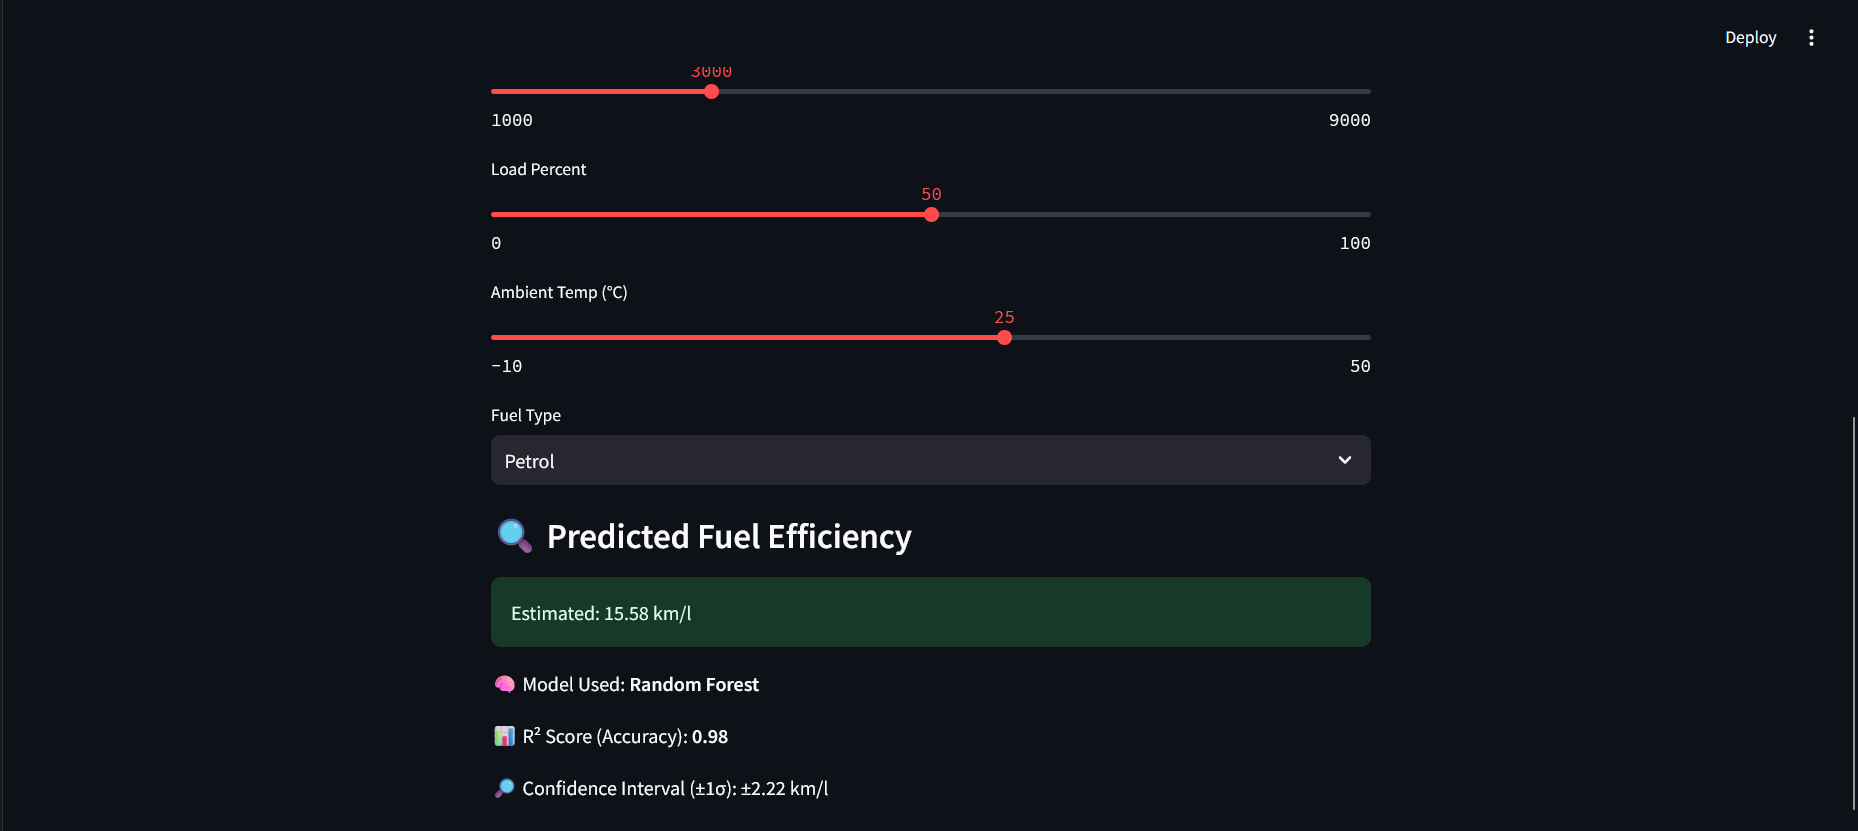 Deploy
3000
1000 9000
Load Percent
50
0 100
Ambient Temp (°C)
25
-10 50
Fuel Type
Petrol
Predicted Fuel Efficiency
Estimated: 15.58 km/l
Model Used: Random Forest
R² Score (Accuracy): 0.98
Confidence Interval (±1σ): ±2.22 km/l